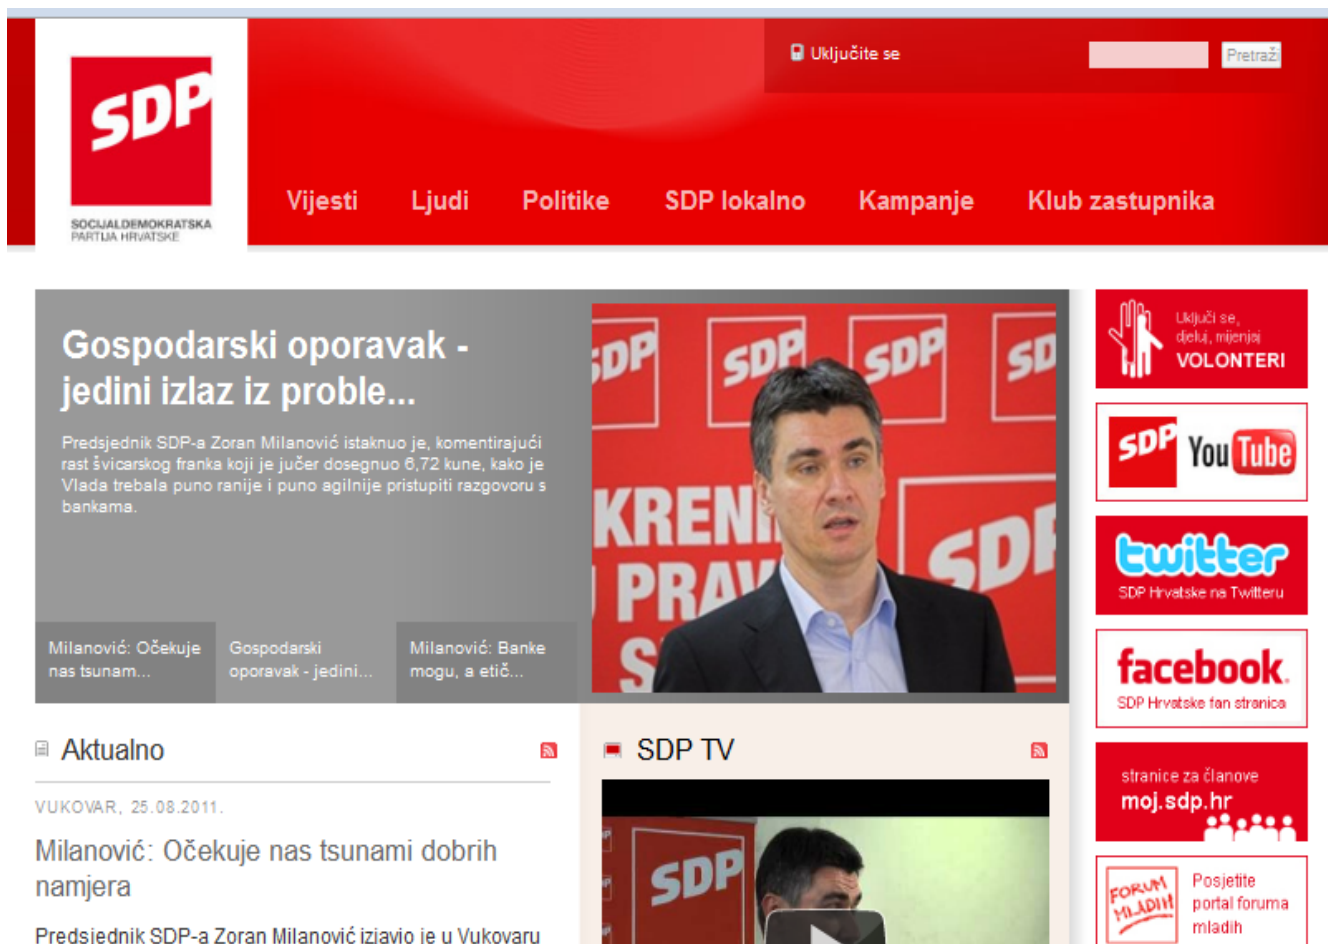 Uključite se
Pretraži
SDP
SOCIJALDEMOKRATSKA
PARTIJA HRVATSKE
Vijesti Ljudi Politike SDP lokalno Kampanje Klub zastupnika
Gospodarski oporavak -
jedini izlaz iz proble...
Predsjednik SDP-a Zoran Milanović istaknuo je, komentirajući
rast švicarskog franka koji je jučer dosegnuo 6,72 kune, kako je
Vlada trebala puno ranije i puno agilnije pristupiti razgovoru s
bankama.
Milanović: Očekuje
nas tsunam...
Gospodarski
oporavak - jedini...
Milanović: Banke
mogu, a etič...
SDP SDP SDP SD
KRENI
PRAV
S
SDP
Uključi se,
djeluj, mijenjaj
VOLONTERI
SDP YouTube
twitter
SDP Hrvatske na Twitteru
facebook.
SDP Hrvatske fan stranica
stranice za članove
moj.sdp.hr
FORUM
MLADIH
Posjetite
portal foruma
mladih
Aktualno
VUKOVAR, 25.08.2011.
Milanović: Očekuje nas tsunami dobrih
namjera
Predsjednik SDP-a Zoran Milanović izjavio je u Vukovaru
SDP TV
SDP